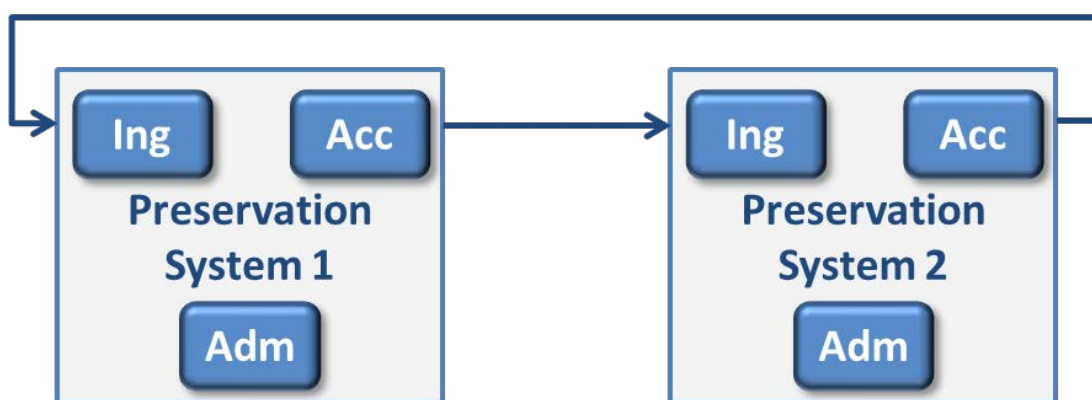 Ing Acc
Preservation
System 1
Adm
Ing Acc
Preservation
System 2
Adm